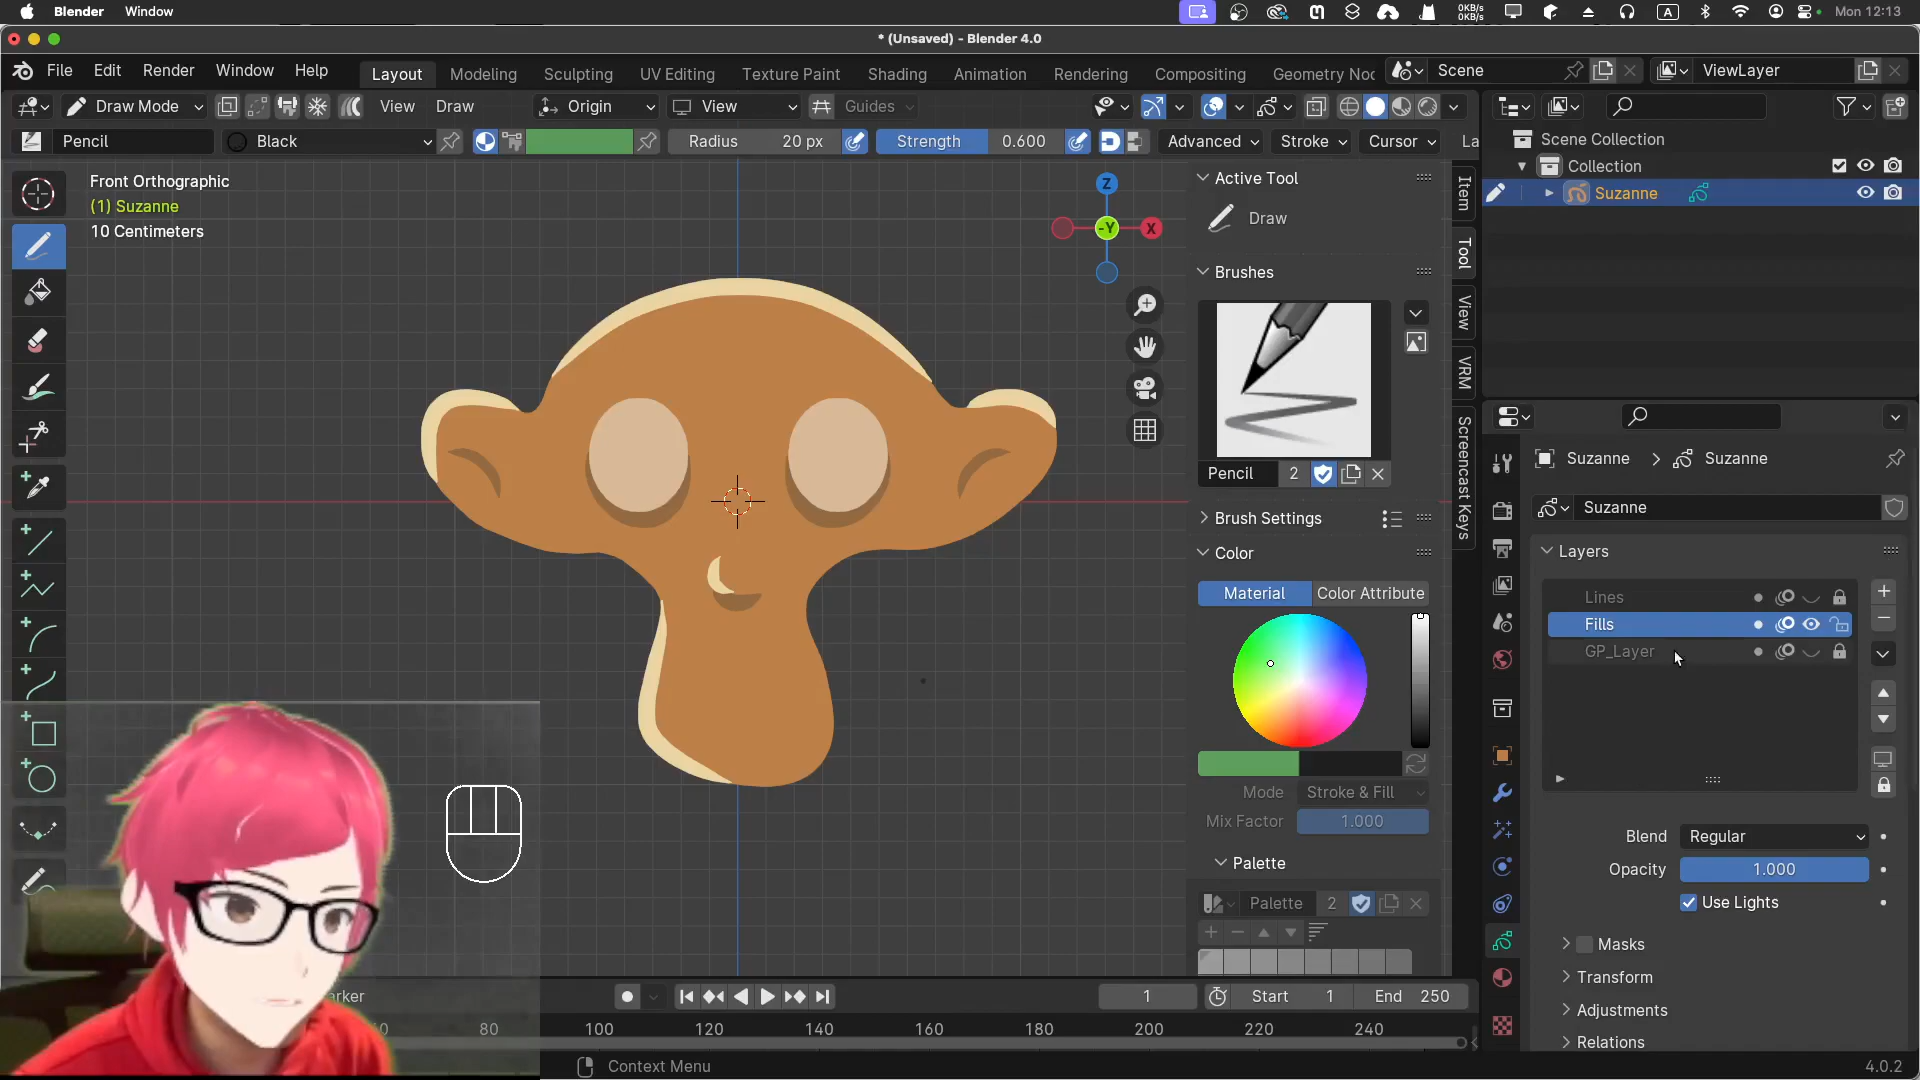 Blender Window
0KB/s
0KB/s
A
Mon 12:13
* (Unsaved) - Blender 4.0
File Edit Render Window Help
Layout Modeling Sculpting UV Editing Texture Paint Shading Animation Rendering Compositing Geometry Noc
Scene
ViewLayer
Draw Mode
View Draw
Origin
View
Guides
Pencil
Black
Radius 20 px
Strength 0.600
Advanced
Stroke
Cursor
La
Front Orthographic
(1) Suzanne
10 Centimeters
Z
-Y
X
Active Tool
Draw
Brushes
Pencil 2
Brush Settings
Color
Material Color Attribute
Mode Stroke & Fill
Mix Factor 1.000
Palette
Palette 2
Item
Tool
View
VRM
Screencast Keys
Scene Collection
Collection
Suzanne
Suzanne > Suzanne
Suzanne
Layers
Lines
Fills
GP_Layer
Blend Regular
Opacity 1.000
Use Lights
Masks
Transform
Adjustments
Relations
arker
1
Start 1
End 250
80 100 120 140 160 180 200 220 240
Context Menu
4.0.2